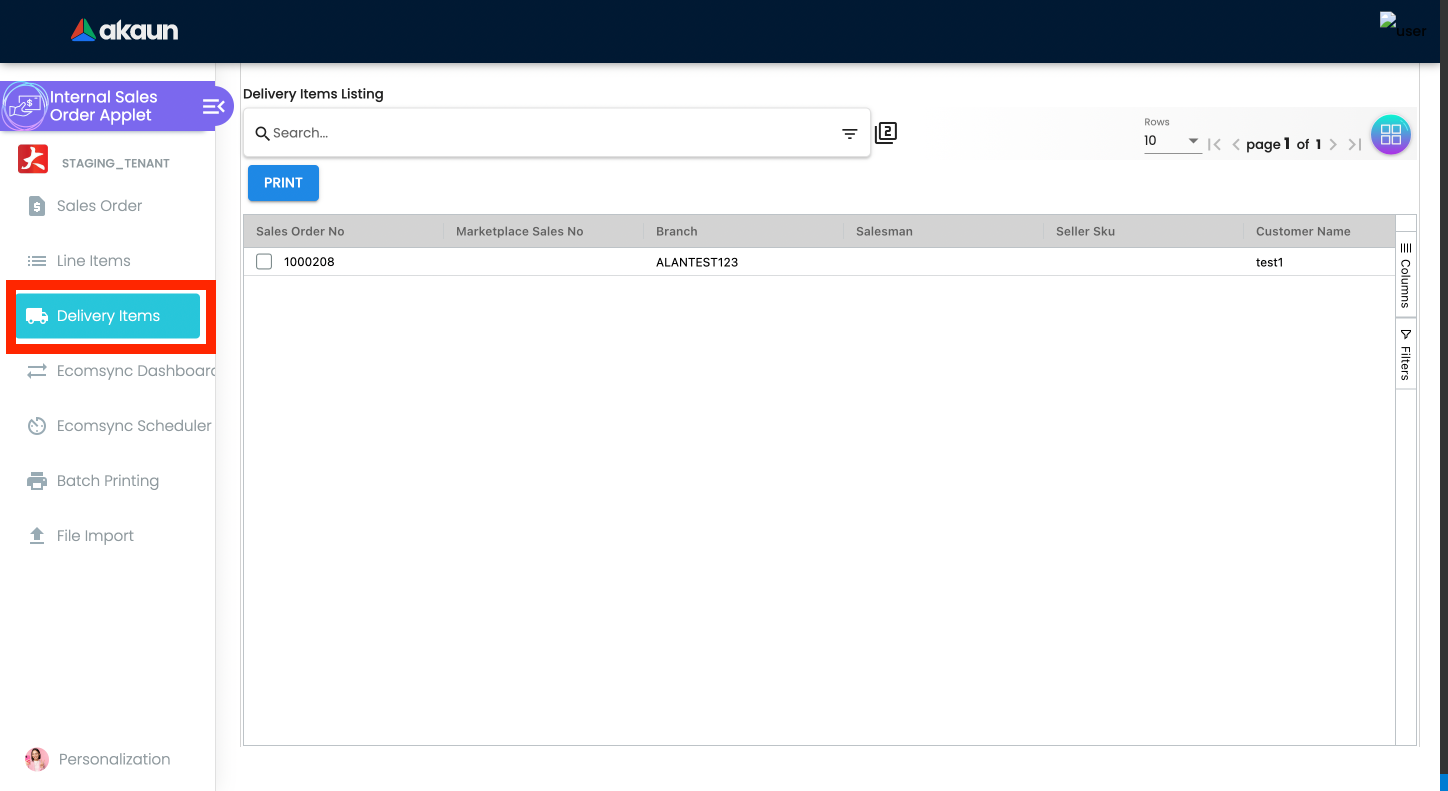 akaun
user
Internal Sales
Order Applet
STAGING_TENANT
Sales Order
Line Items
Delivery Items
Ecomsync Dashboard
Ecomsync Scheduler
Batch Printing
File Import
Personalization
Delivery Items Listing
Search...
2
Rows
10
page 1 of 1
PRINT
Sales Order No Marketplace Sales No Branch Salesman Seller Sku Customer Name
1000208 ALANTEST123 test1
Columns
Filters